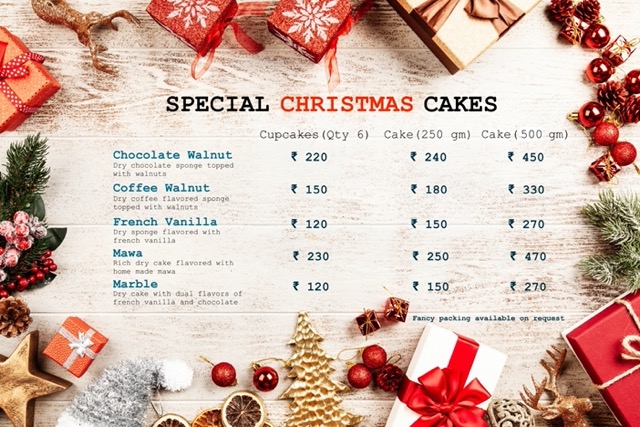 SPECIAL CHRISTMAS CAKES
Cupcakes(Qty 6) Cake(250 gm) Cake(500 gm)
Chocolate Walnut ₹ 220 ₹ 240 ₹ 450
Dry chocolate sponge topped
with walnuts
Coffee Walnut ₹ 150 ₹ 180 ₹ 330
Dry coffee flavored sponge
topped with walnuts
French Vanilla ₹ 120 ₹ 150 ₹ 270
Dry sponge flavored with
french vanilla
Mawa ₹ 230 ₹ 250 ₹ 470
Rich dry cake flavored with
home made mawa
Marble ₹ 120 ₹ 150 ₹ 270
Dry cake with dual flavors of
french vanilla and chocolate
Fancy packing available on request